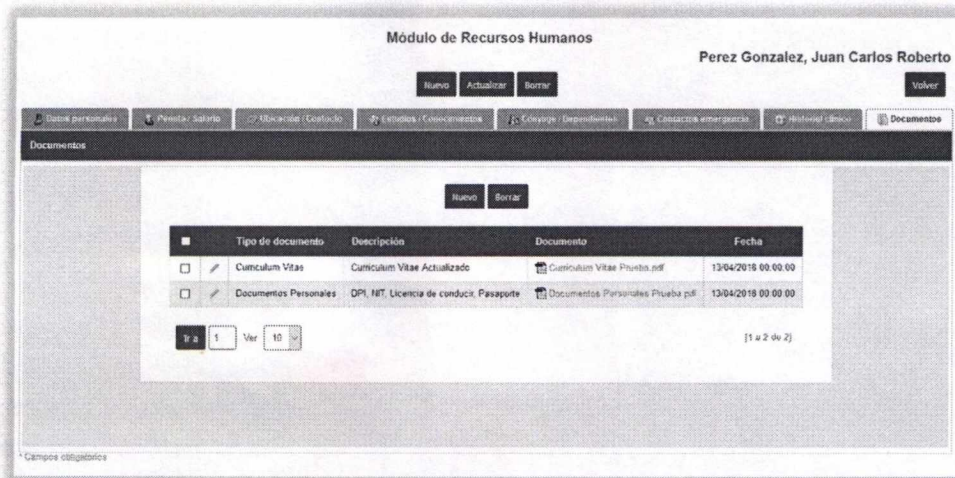 Módulo de Recursos Humanos
Perez Gonzalez, Juan Carlos Roberto
Nuevo Actualizar Borrar Volver
Datos personales Puesto / Salario Ubicación / Contacto Estudios / Conocimientos Cónyuge / Dependientes Contactos emergencia Historial clínico Documentos
Documentos
Nuevo Borrar
Tipo de documento Descripción Documento Fecha
Curriculum Vitae Curriculum Vitae Actualizado Curriculum Vitae Prueba.pdf 13/04/2016 00:00:00
Documentos Personales DPI, NIT, Licencia de conducir, Pasaporte Documentos Personales Prueba.pdf 13/04/2016 00:00:00
Ir a 1 Ver 10 [1 a 2 de 2]
* Campos obligatorios